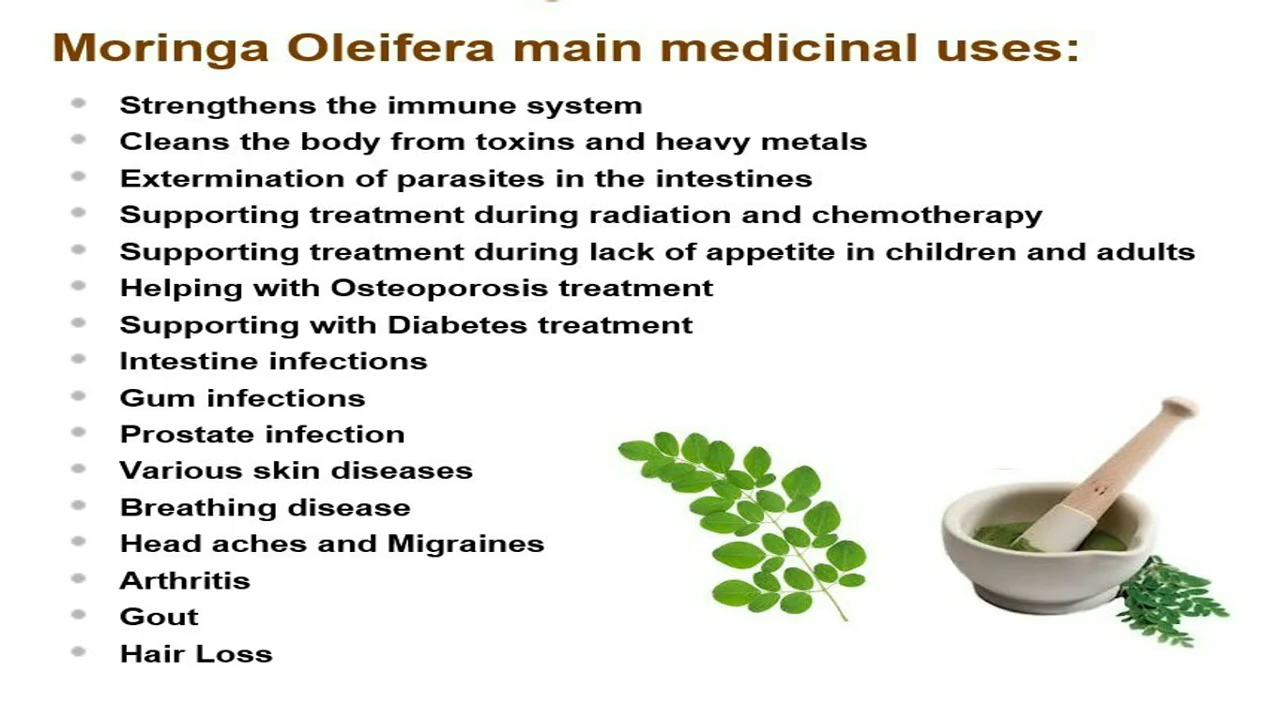 Moringa Oleifera main medicinal uses:
Strengthens the immune system
Cleans the body from toxins and heavy metals
Extermination of parasites in the intestines
Supporting treatment during radiation and chemotherapy
Supporting treatment during lack of appetite in children and adults
Helping with Osteoporosis treatment
Supporting with Diabetes treatment
Intestine infections
Gum infections
Prostate infection
Various skin diseases
Breathing disease
Head aches and Migraines
Arthritis
Gout
Hair Loss